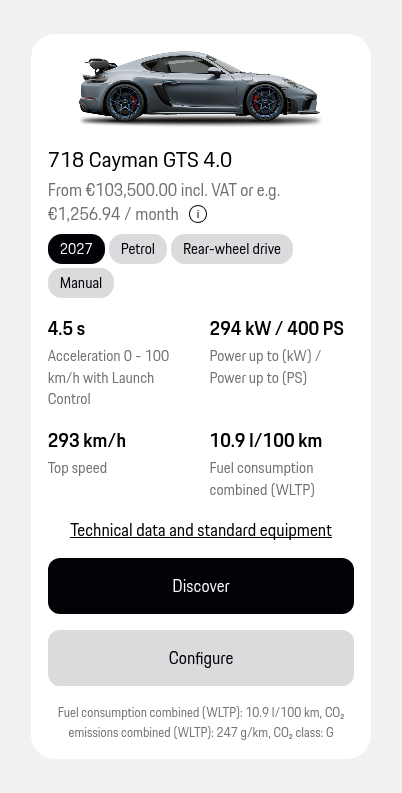 718 Cayman GTS 4.0
From €103,500.00 incl. VAT or e.g.
€1,256.94 / month
2027 Petrol Rear-wheel drive
Manual
4.5 s 294 kW / 400 PS
Acceleration 0 - 100 Power up to (kW) /
km/h with Launch Power up to (PS)
Control
293 km/h 10.9 l/100 km
Top speed Fuel consumption
combined (WLTP)
Technical data and standard equipment
Discover
Configure
Fuel consumption combined (WLTP): 10.9 l/100 km, CO₂
emissions combined (WLTP): 247 g/km, CO₂ class: G